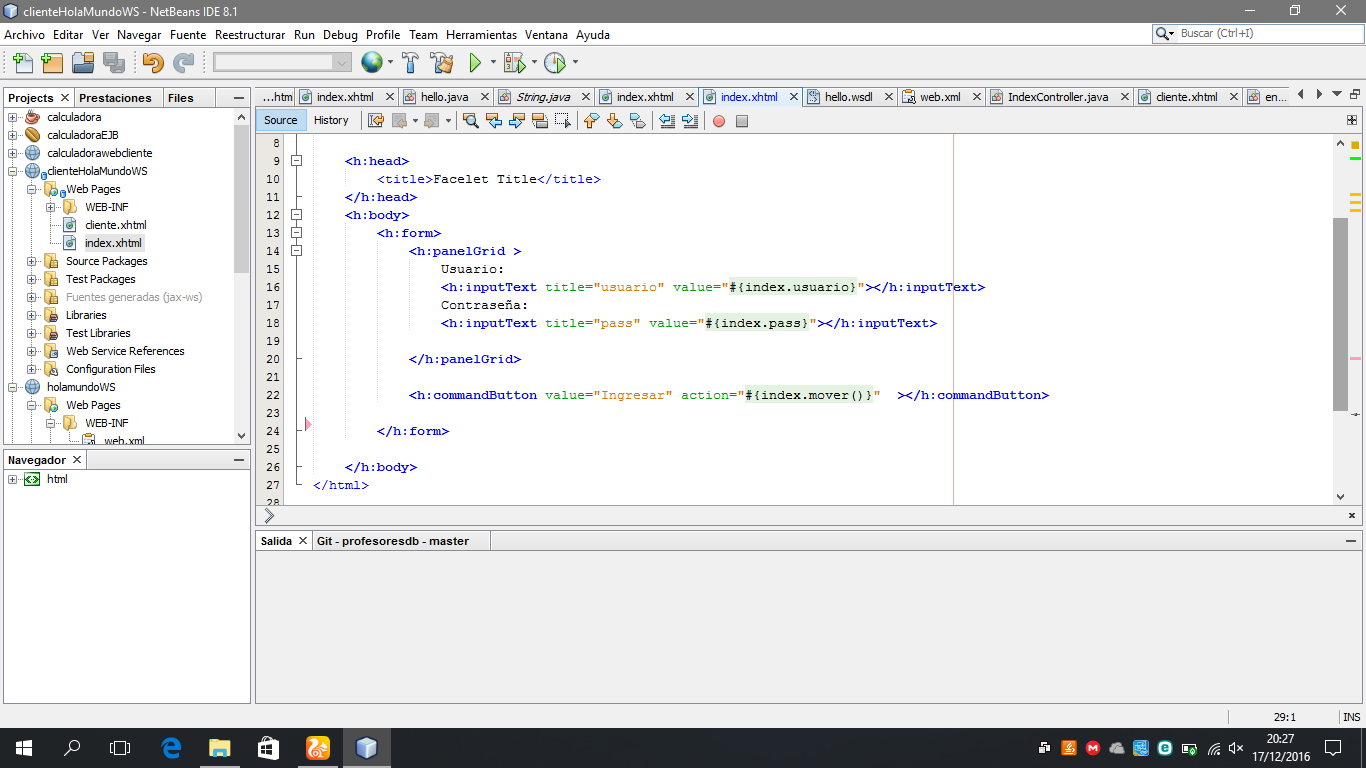 clienteHolaMundoWS - NetBeans IDE 8.1
Archivo Editar Ver Navegar Fuente Reestructurar Run Debug Profile Team Herramientas Ventana Ayuda
Buscar (Ctrl+I)
Projects Prestaciones Files
...htm index.xhtml hello.java String.java index.xhtml index.xhtml hello.wsdl web.xml IndexController.java cliente.xhtml en...
Source History
calculadora
calculadoraEJB
calculadorawebcliente
clienteHolaMundoWS
Web Pages
WEB-INF
cliente.xhtml
index.xhtml
Source Packages
Test Packages
Fuentes generadas (jax-ws)
Libraries
Test Libraries
Web Service References
Configuration Files
holamundoWS
Web Pages
WEB-INF
web.xml
8
9 <h:head>
10 <title>Facelet Title</title>
11 </h:head>
12 <h:body>
13 <h:form>
14 <h:panelGrid >
15 Usuario:
16 <h:inputText title="usuario" value="#{index.usuario}"></h:inputText>
17 Contraseña:
18 <h:inputText title="pass" value="#{index.pass}"></h:inputText>
19
20 </h:panelGrid>
21
22 <h:commandButton value="Ingresar" action="#{index.mover()}"  ></h:commandButton>
23
24 </h:form>
25
26 </h:body>
27 </html>
28
Navegador
html
Salida Git - profesoresdb - master
29:1 INS
20:27
17/12/2016